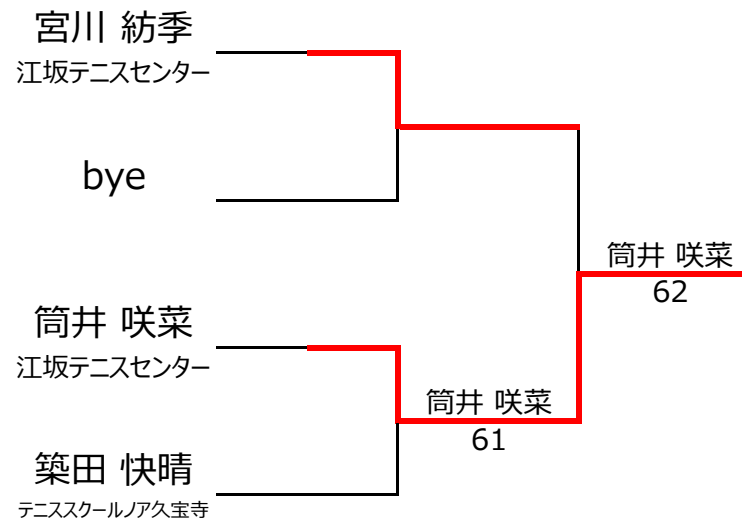 宮川 紡季
江坂テニスセンター
bye
筒井 咲菜
62
筒井 咲菜
江坂テニスセンター
筒井 咲菜
61
築田 快晴
テニススクールノア久宝寺